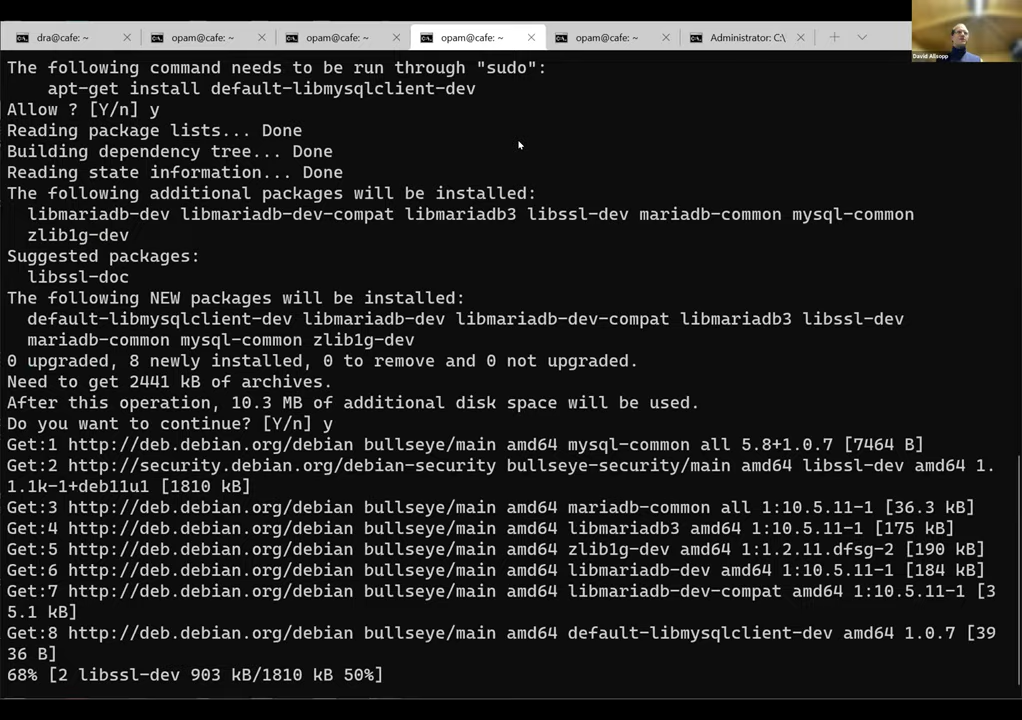 dra@cafe: ~
opam@cafe: ~
opam@cafe: ~
opam@cafe: ~
opam@cafe: ~
Administrator: C:\
David Allsopp
The following command needs to be run through "sudo":
    apt-get install default-libmysqlclient-dev
Allow ? [Y/n] y
Reading package lists... Done
Building dependency tree... Done
Reading state information... Done
The following additional packages will be installed:
  libmariadb-dev libmariadb-dev-compat libmariadb3 libssl-dev mariadb-common mysql-common
  zlib1g-dev
Suggested packages:
  libssl-doc
The following NEW packages will be installed:
  default-libmysqlclient-dev libmariadb-dev libmariadb-dev-compat libmariadb3 libssl-dev
  mariadb-common mysql-common zlib1g-dev
0 upgraded, 8 newly installed, 0 to remove and 0 not upgraded.
Need to get 2441 kB of archives.
After this operation, 10.3 MB of additional disk space will be used.
Do you want to continue? [Y/n] y
Get:1 http://deb.debian.org/debian bullseye/main amd64 mysql-common all 5.8+1.0.7 [7464 B]
Get:2 http://security.debian.org/debian-security bullseye-security/main amd64 libssl-dev amd64 1.
1.1k-1+deb11u1 [1810 kB]
Get:3 http://deb.debian.org/debian bullseye/main amd64 mariadb-common all 1:10.5.11-1 [36.3 kB]
Get:4 http://deb.debian.org/debian bullseye/main amd64 libmariadb3 amd64 1:10.5.11-1 [175 kB]
Get:5 http://deb.debian.org/debian bullseye/main amd64 zlib1g-dev amd64 1:1.2.11.dfsg-2 [190 kB]
Get:6 http://deb.debian.org/debian bullseye/main amd64 libmariadb-dev amd64 1:10.5.11-1 [184 kB]
Get:7 http://deb.debian.org/debian bullseye/main amd64 libmariadb-dev-compat amd64 1:10.5.11-1 [3
5.1 kB]
Get:8 http://deb.debian.org/debian bullseye/main amd64 default-libmysqlclient-dev amd64 1.0.7 [39
36 B]
68% [2 libssl-dev 903 kB/1810 kB 50%]